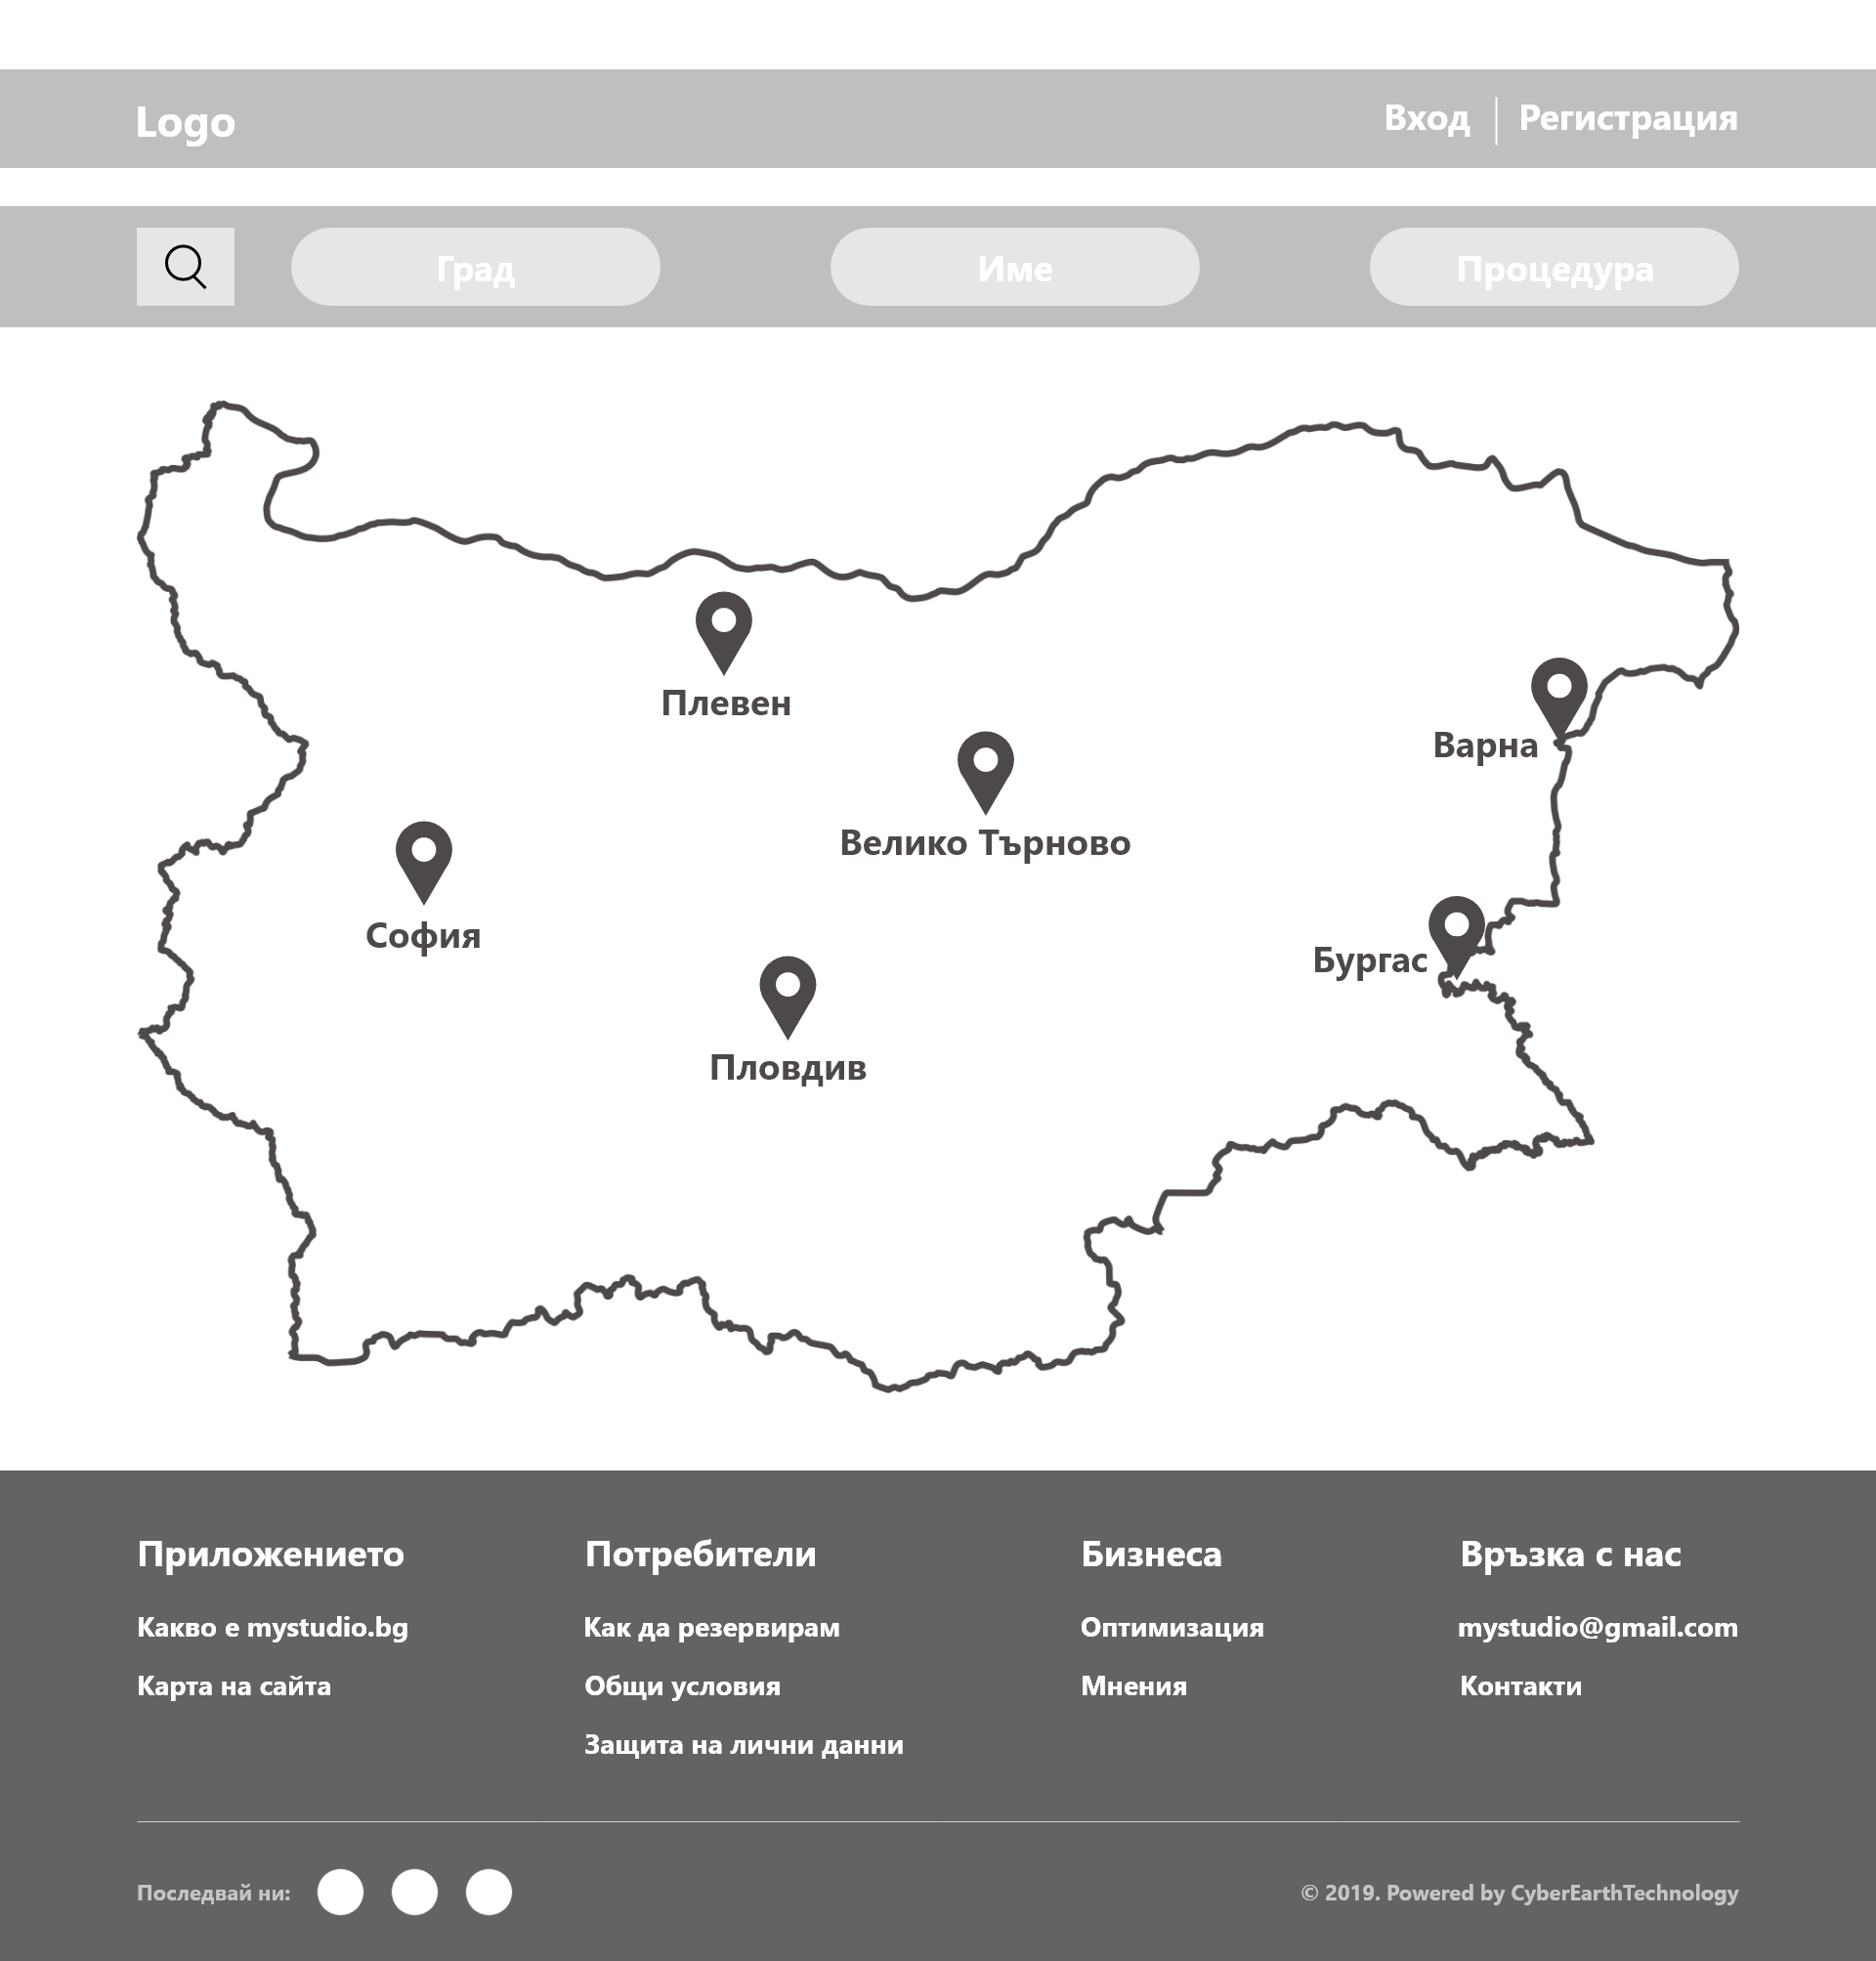 Logo
Вход
Регистрация
Град
Име
Процедура
Плевен
Варна
Велико Търново
София
Бургас
Пловдив
Приложението
Какво е mystudio.bg
Карта на сайта
Потребители
Как да резервирам
Общи условия
Защита на лични данни
Бизнеса
Оптимизация
Мнения
Връзка с нас
mystudio@gmail.com
Контакти
Последвай ни:
© 2019. Powered by CyberEarthTechnology